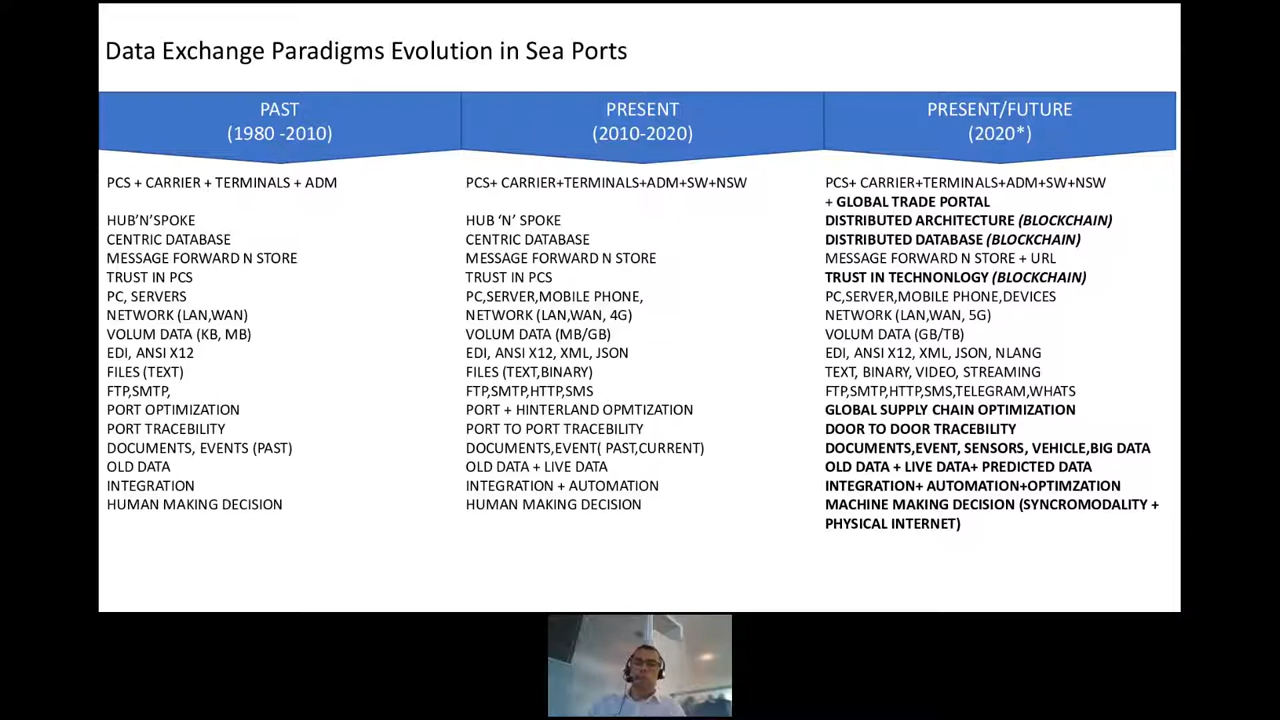 Data Exchange Paradigms Evolution in Sea Ports
PAST
(1980 -2010)
PCS + CARRIER + TERMINALS + ADM
HUB'N'SPOKE
CENTRIC DATABASE
MESSAGE FORWARD N STORE
TRUST IN PCS
PC, SERVERS
NETWORK (LAN,WAN)
VOLUM DATA (KB, MB)
EDI, ANSI X12
FILES (TEXT)
FTP,SMTP,
PORT OPTIMIZATION
PORT TRACEBILITY
DOCUMENTS, EVENTS (PAST)
OLD DATA
INTEGRATION
HUMAN MAKING DECISION
PRESENT
(2010-2020)
PCS+ CARRIER+TERMINALS+ADM+SW+NSW
HUB 'N' SPOKE
CENTRIC DATABASE
MESSAGE FORWARD N STORE
TRUST IN PCS
PC,SERVER,MOBILE PHONE,
NETWORK (LAN,WAN, 4G)
VOLUM DATA (MB/GB)
EDI, ANSI X12, XML, JSON
FILES (TEXT,BINARY)
FTP,SMTP,HTTP,SMS
PORT + HINTERLAND OPMTIZATION
PORT TO PORT TRACEBILITY
DOCUMENTS,EVENT( PAST,CURRENT)
OLD DATA + LIVE DATA
INTEGRATION + AUTOMATION
HUMAN MAKING DECISION
PRESENT/FUTURE
(2020*)
PCS+ CARRIER+TERMINALS+ADM+SW+NSW
+ GLOBAL TRADE PORTAL
DISTRIBUTED ARCHITECTURE (BLOCKCHAIN)
DISTRIBUTED DATABASE (BLOCKCHAIN)
MESSAGE FORWARD N STORE + URL
TRUST IN TECHNONLOGY (BLOCKCHAIN)
PC,SERVER,MOBILE PHONE,DEVICES
NETWORK (LAN,WAN, 5G)
VOLUM DATA (GB/TB)
EDI, ANSI X12, XML, JSON, NLANG
TEXT, BINARY, VIDEO, STREAMING
FTP,SMTP,HTTP,SMS,TELEGRAM,WHATS
GLOBAL SUPPLY CHAIN OPTIMIZATION
DOOR TO DOOR TRACEBILITY
DOCUMENTS,EVENT, SENSORS, VEHICLE,BIG DATA
OLD DATA + LIVE DATA+ PREDICTED DATA
INTEGRATION+ AUTOMATION+OPTIMZATION
MACHINE MAKING DECISION (SYNCROMODALITY +
PHYSICAL INTERNET)